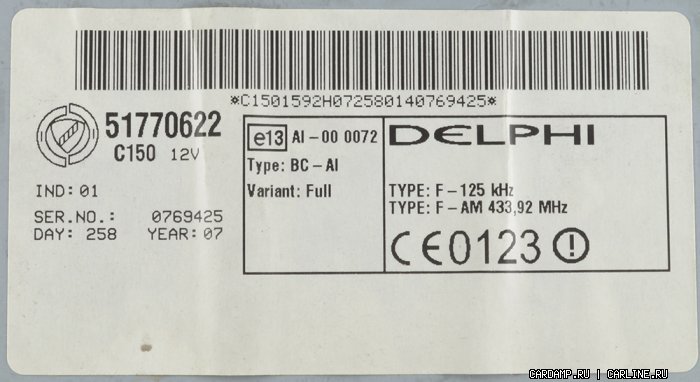 *C1501592H072580140769425*
51770622
C150 12V
IND:01
SER.NO.: 0769425
DAY: 258 YEAR:07
e13 AI-00 0072
Type: BC-AI
Variant: Full
DELPHI
TYPE: F-125 kHz
TYPE: F-AM 433,92 MHz
CE0123
CARDAMP.RU | CARLINE.RU